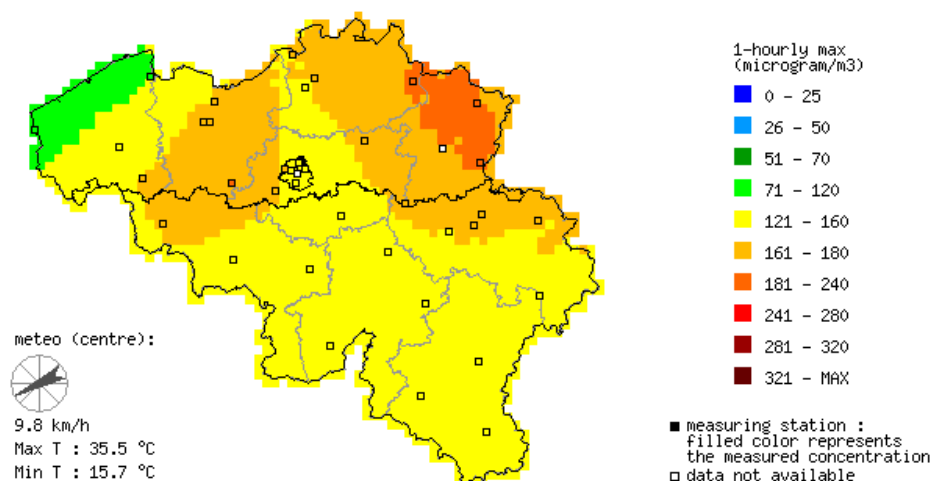 1-hourly max
(microgram/m3)
0 - 25
26 - 50
51 - 70
71 - 120
121 - 160
161 - 180
181 - 240
241 - 280
281 - 320
321 - MAX
meteo (centre):
9.8 km/h
Max T : 35.5 °C
Min T : 15.7 °C
measuring station :
filled color represents
the measured concentration
data not available